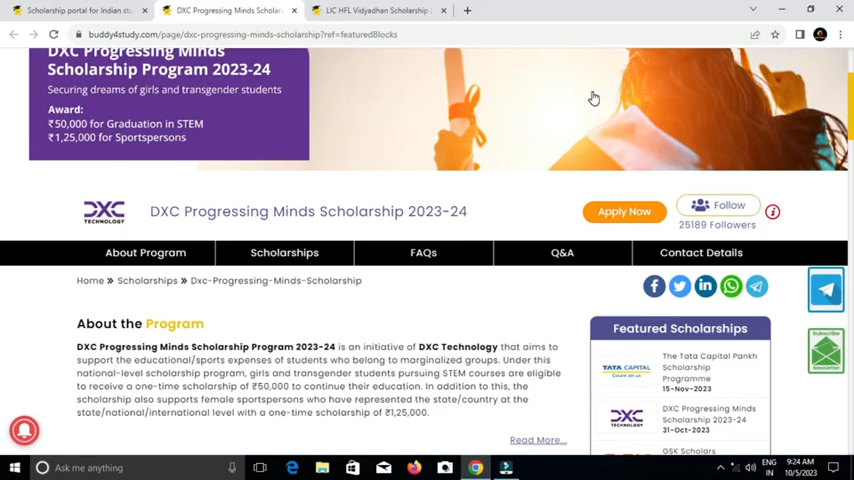 Scholarship portal for Indian stu
DXC Progressing Minds Scholars
LIC HFL Vidyadhan Scholarship
buddy4study.com/page/dxc-progressing-minds-scholarship?ref=featuredBlocks
DXC Progressing Minds
Scholarship Program 2023-24
Securing dreams of girls and transgender students
Award:
₹50,000 for Graduation in STEM
₹1,25,000 for Sportspersons
DXC
TECHNOLOGY
DXC Progressing Minds Scholarship 2023-24
Apply Now
Follow
25189 Followers
About Program
Scholarships
FAQs
Q&A
Contact Details
Home » Scholarships » Dxc-Progressing-Minds-Scholarship
About the Program
DXC Progressing Minds Scholarship Program 2023-24 is an initiative of DXC Technology that aims to
support the educational/sports expenses of students who belong to marginalized groups. Under this
national-level scholarship program, girls and transgender students pursuing STEM courses are eligible
to receive a one-time scholarship of ₹50,000 to continue their education. In addition to this, the
scholarship also supports female sportspersons who have represented the state/country at the
state/national/international level with a one-time scholarship of ₹1,25,000.
Read More...
Featured Scholarships
TATA CAPITAL
Count on us
The Tata Capital Pankh
Scholarship
Programme
15-Nov-2023
DXC
TECHNOLOGY
DXC Progressing Minds
Scholarship 2023-24
31-Oct-2023
GSK Scholars
Subscribe
Newsletter
Ask me anything
ENG
IN
9:24 AM
10/5/2023